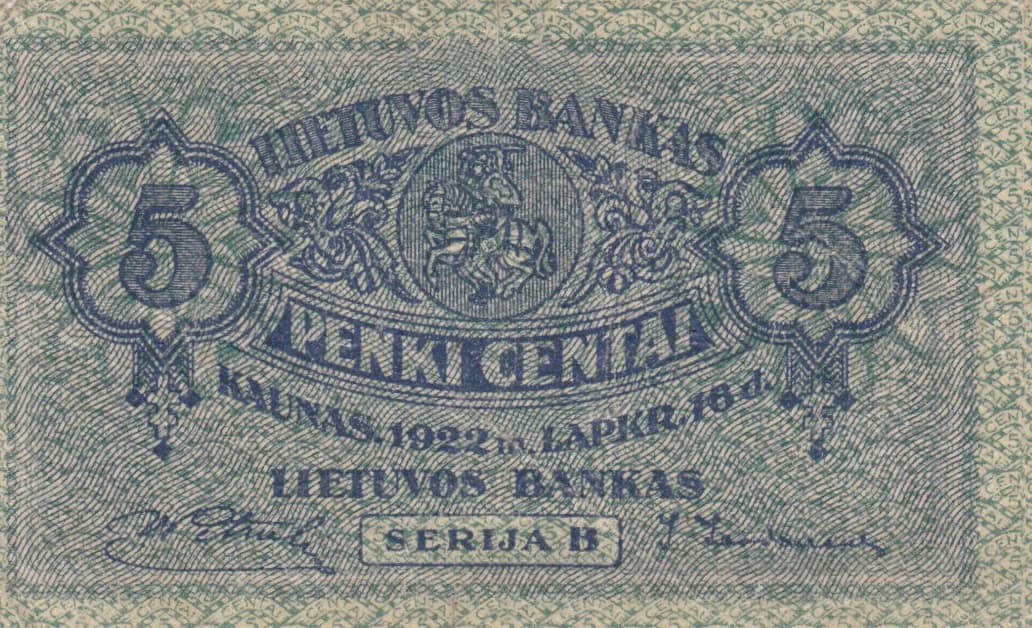 LIETUVOS BANKAS
5 5
PENKI CENTAI
KAUNAS, 1922 m. LAPKR. 16 d.
LIETUVOS BANKAS
SERIJA B